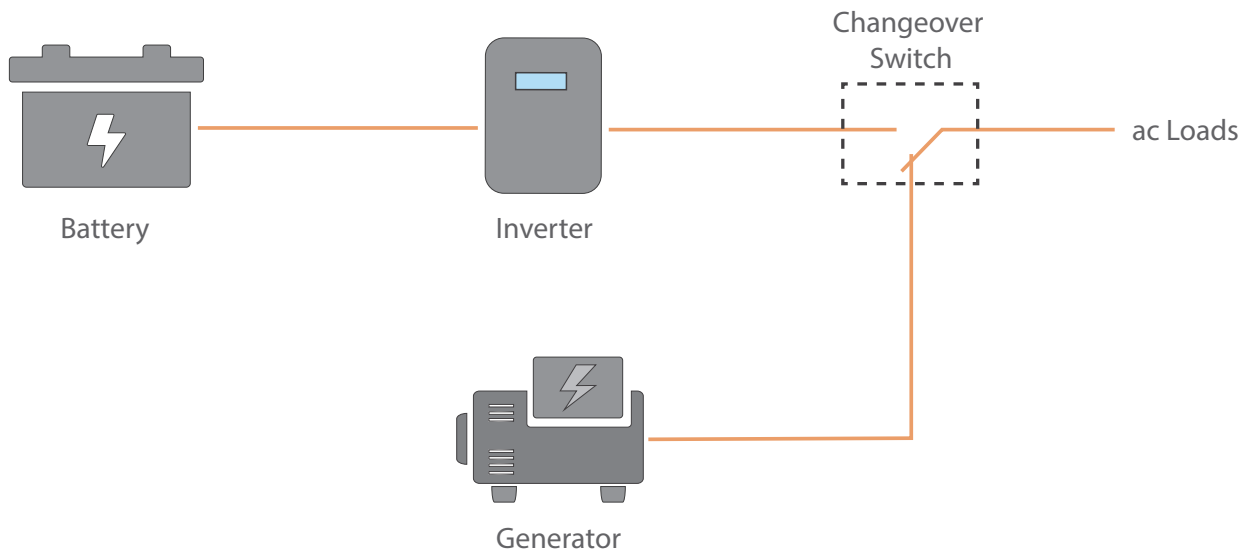 Changeover
Switch
ac Loads
Battery
Inverter
Generator